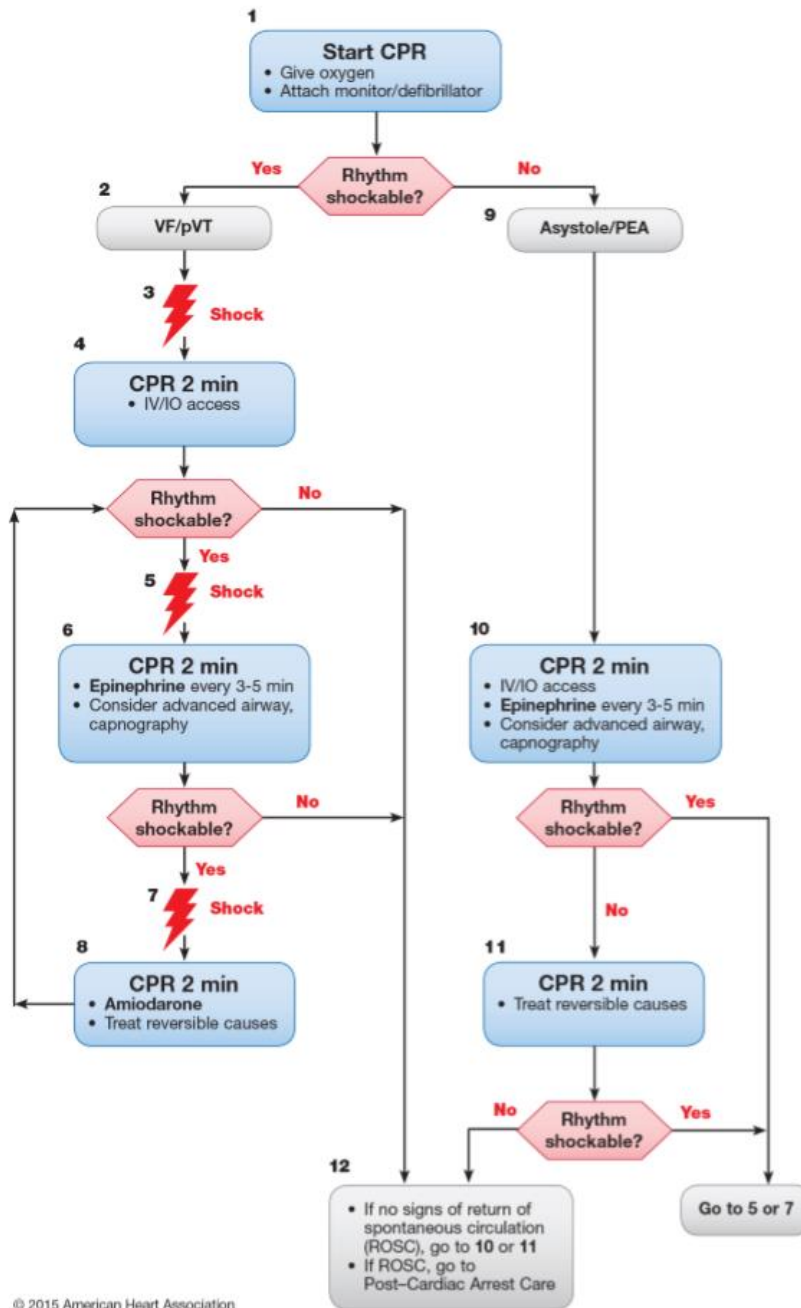 1
Start CPR
• Give oxygen
• Attach monitor/defibrillator
Yes
Rhythm
shockable?
No
2
VF/pVT
9
Asystole/PEA
3
Shock
4
CPR 2 min
• IV/IO access
Rhythm
shockable?
No
Yes
5
Shock
6
CPR 2 min
• Epinephrine every 3-5 min
• Consider advanced airway,
capnography
Rhythm
shockable?
No
Yes
7
Shock
8
CPR 2 min
• Amiodarone
• Treat reversible causes
10
CPR 2 min
• IV/IO access
• Epinephrine every 3-5 min
• Consider advanced airway,
capnography
Rhythm
shockable?
Yes
No
11
CPR 2 min
• Treat reversible causes
No
Rhythm
shockable?
Yes
12
• If no signs of return of
spontaneous circulation
(ROSC), go to 10 or 11
• If ROSC, go to
Post–Cardiac Arrest Care
Go to 5 or 7
© 2015 American Heart Association